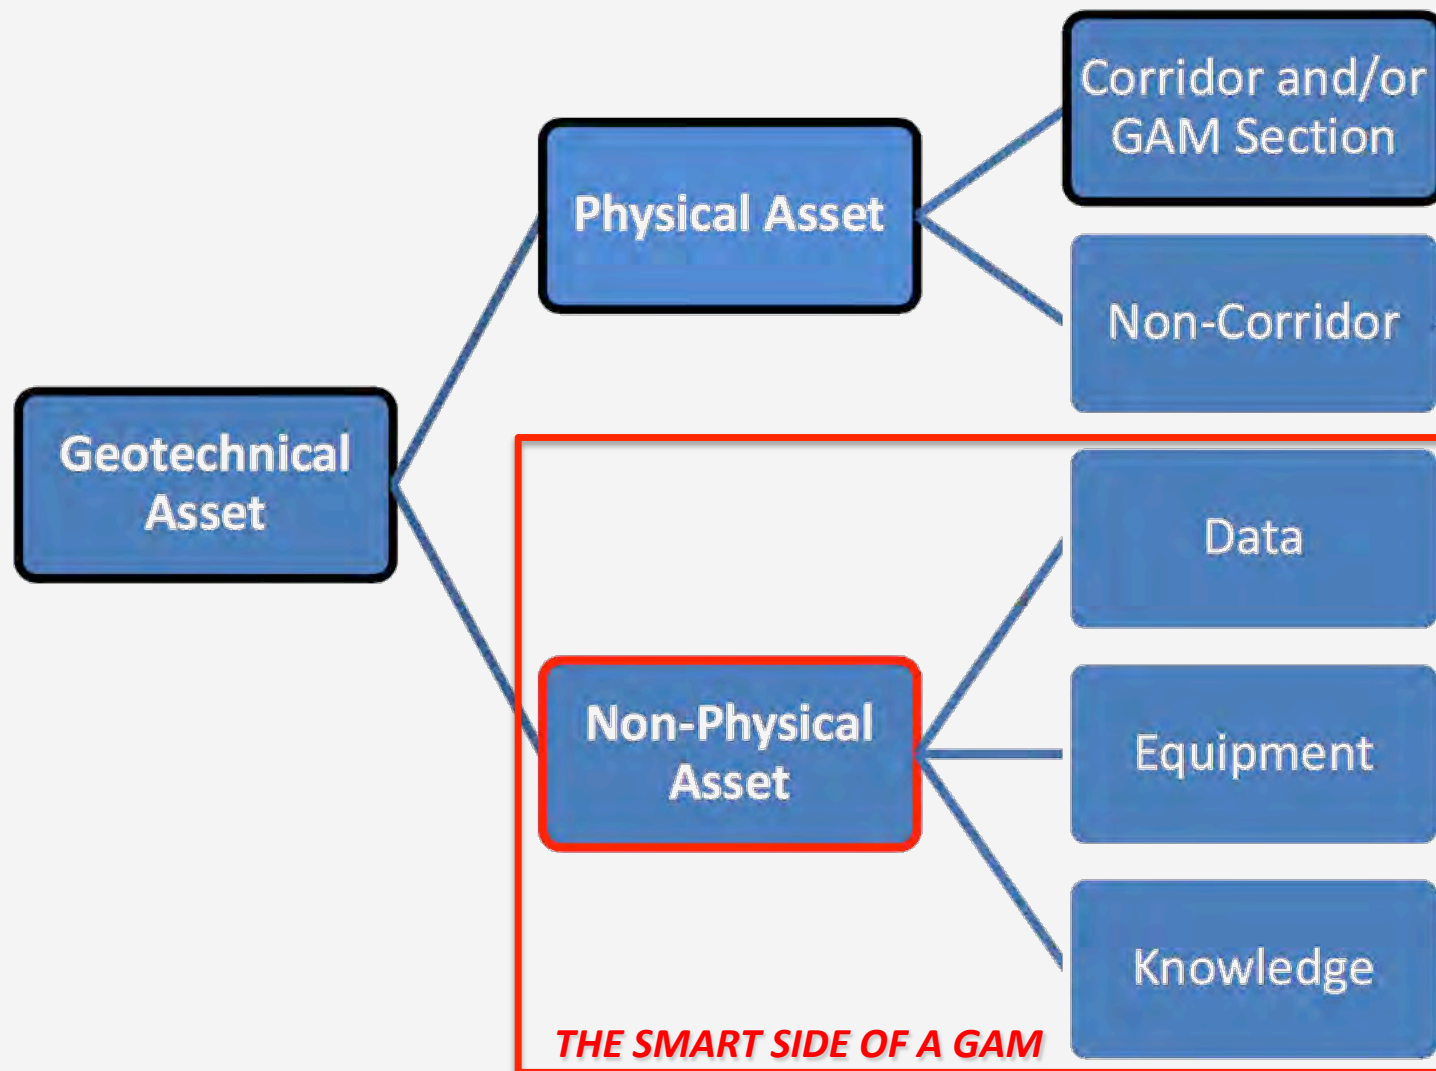 Corridor and/or
GAM Section
Physical Asset
Non-Corridor
Geotechnical
Asset
Data
Non-Physical
Asset
Equipment
Knowledge
THE SMART SIDE OF A GAM